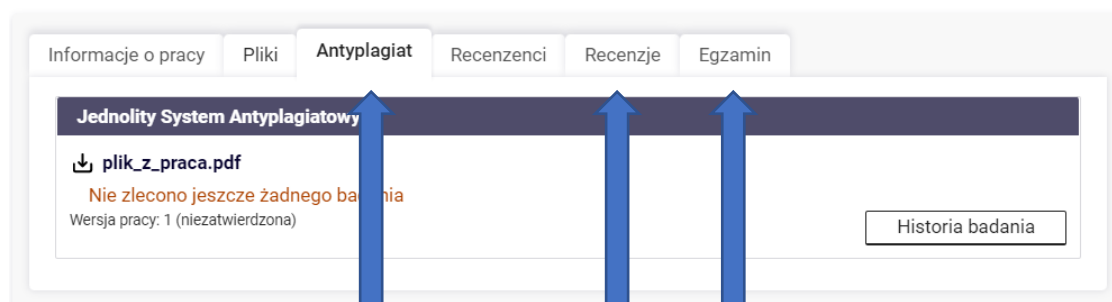 Informacje o pracy Pliki Antyplagiat Recenzenci Recenzje Egzamin
Jednolity System Antyplagiatowy
plik_z_praca.pdf
Nie zlecono jeszcze żadnego badania
Wersja pracy: 1 (niezatwierdzona)
Historia badania